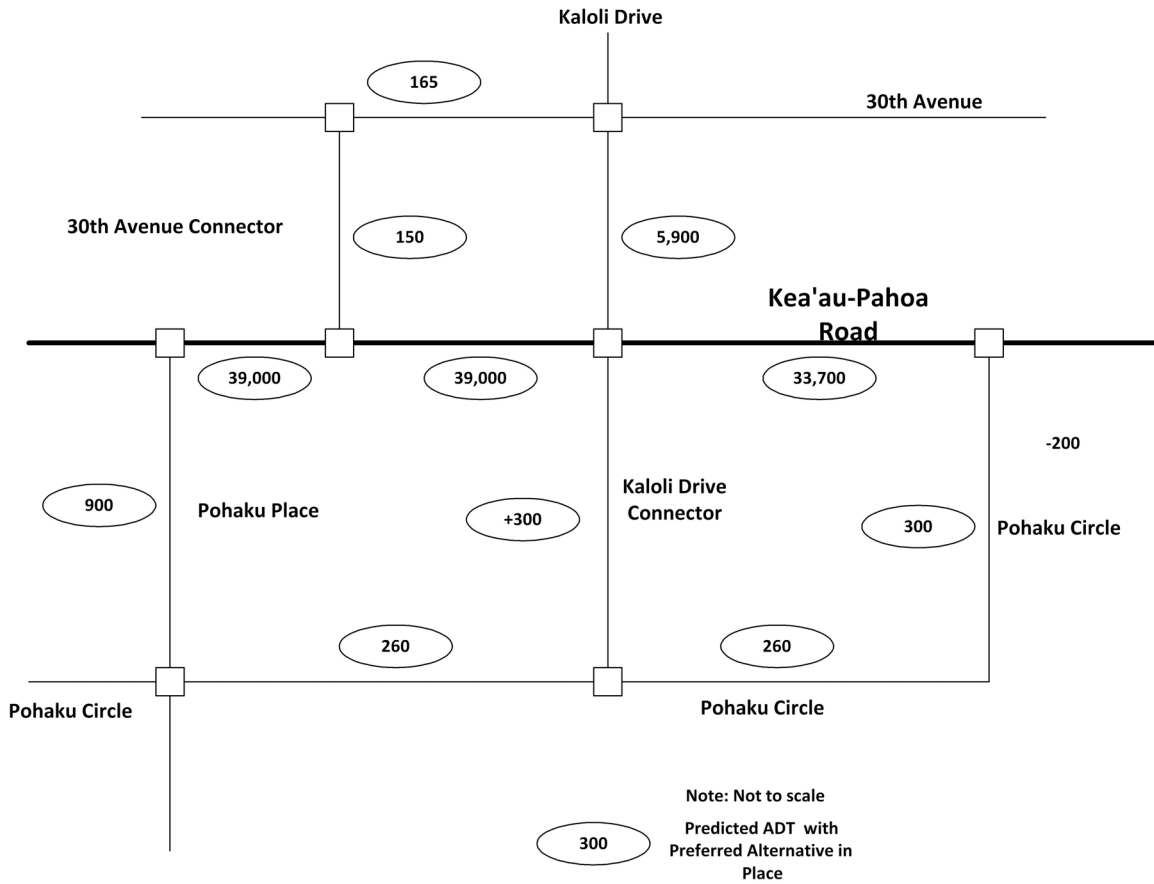 Kaloli Drive
165
30th Avenue
30th Avenue Connector
150
5,900
Kea'au-Pahoa
Road
39,000
39,000
33,700
-200
900
Pohaku Place
+300
Kaloli Drive
Connector
300
Pohaku Circle
260
260
Pohaku Circle
Pohaku Circle
Note: Not to scale
300
Predicted ADT with
Preferred Alternative in
Place